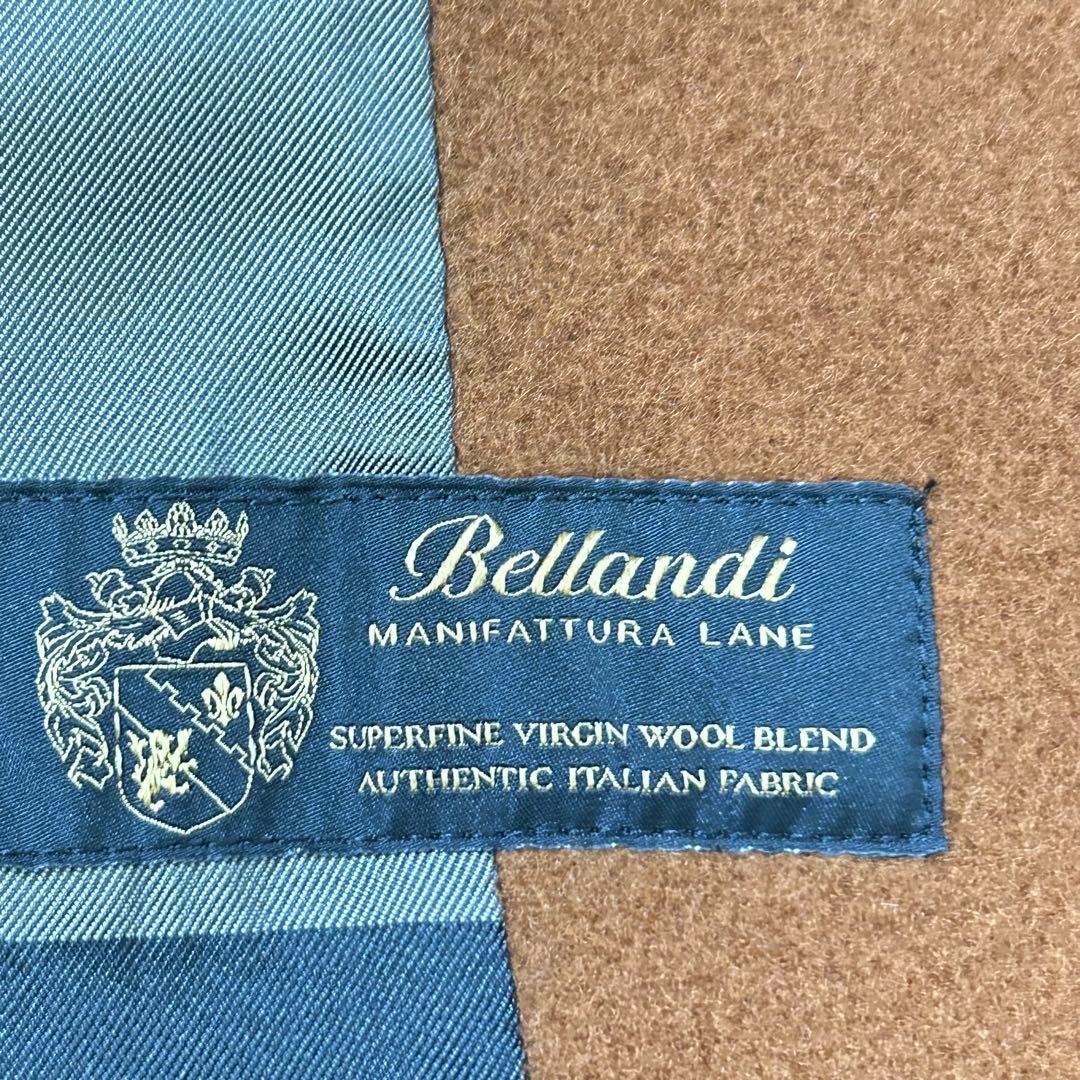 Bellandi
MANIFATTURA LANE
SUPERFINE VIRGIN WOOL BLEND
AUTHENTIC ITALIAN FABRIC